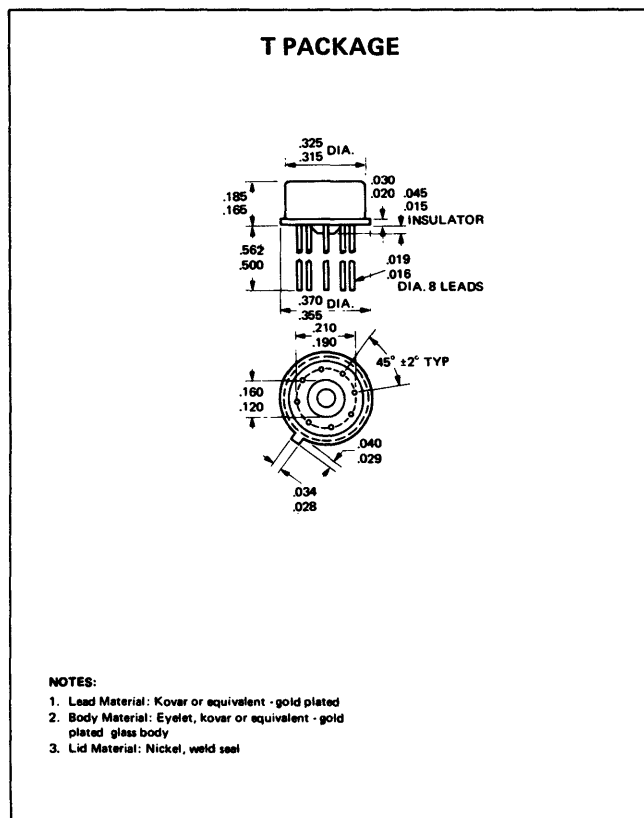 T PACKAGE
.325
.315 DIA.
.185
.165
.030
.020
.045
.015
INSULATOR
.562
.500
.019
.016
DIA. 8 LEADS
.370
.355 DIA.
.210
.190
45° ±2° TYP
.160
.120
.040
.029
.034
.028
NOTES:
1. Lead Material: Kovar or equivalent - gold plated
2. Body Material: Eyelet, kovar or equivalent - gold
plated glass body
3. Lid Material: Nickel, weld seal